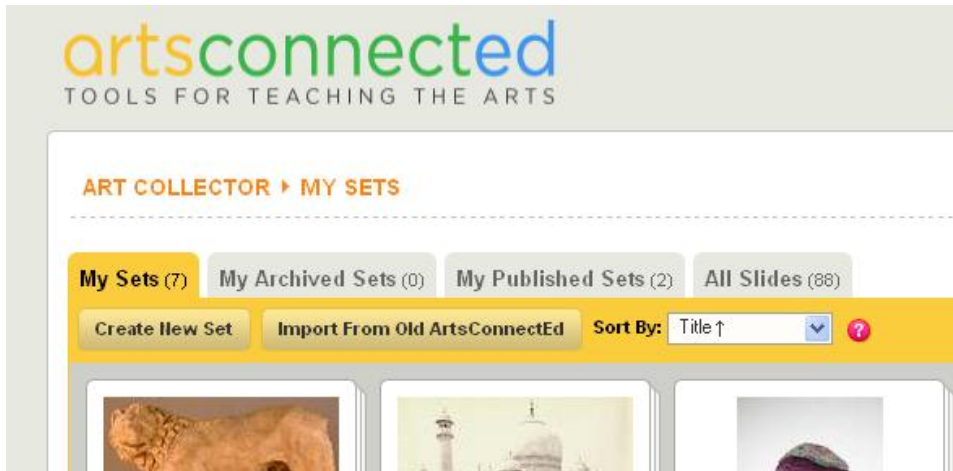 artsconnected
TOOLS FOR TEACHING THE ARTS
ART COLLECTOR ▸ MY SETS
My Sets (7) My Archived Sets (0) My Published Sets (2) All Slides (88)
Create New Set Import From Old ArtsConnectEd Sort By: Title ↑ ?